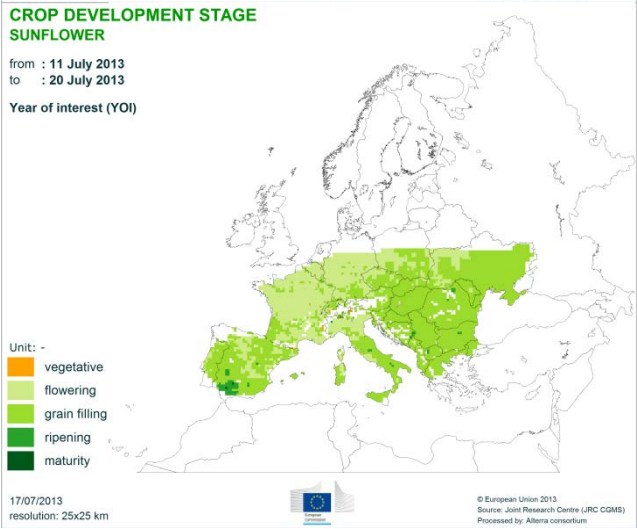 CROP DEVELOPMENT STAGE
SUNFLOWER
from : 11 July 2013
to : 20 July 2013
Year of interest (YOI)
Unit: -
vegetative
flowering
grain filling
ripening
maturity
17/07/2013
resolution: 25x25 km
European
Commission
© European Union 2013
Source: Joint Research Centre (JRC CGMS)
Processed by: Alterra consortium